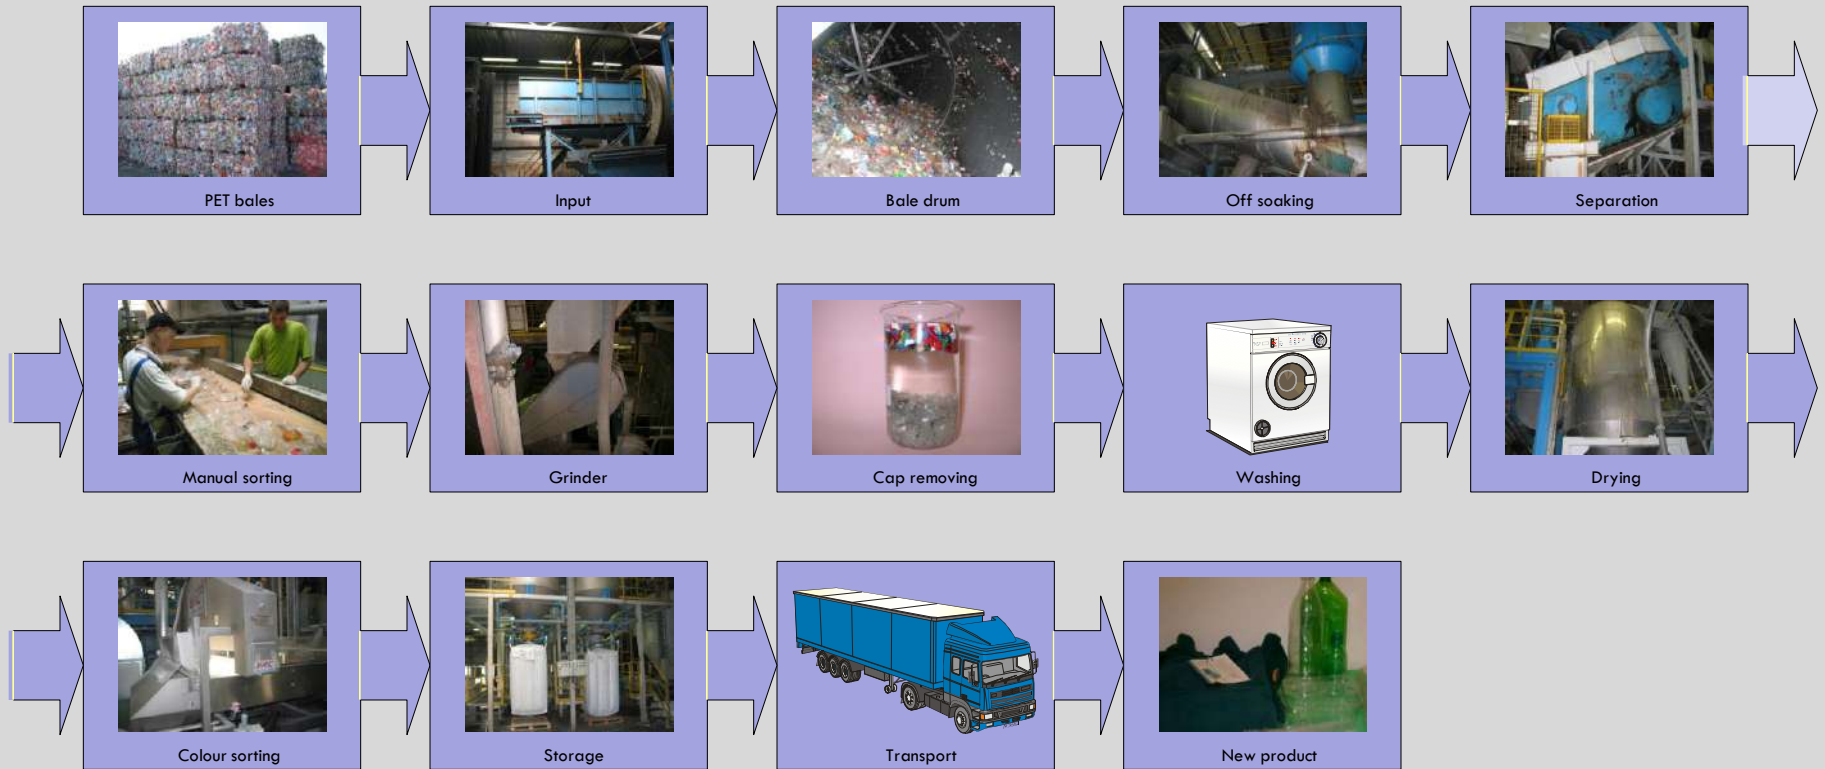 PET bales
Input
Bale drum
Off soaking
Separation
Manual sorting
Grinder
Cap removing
Washing
Drying
Colour sorting
Storage
Transport
New product